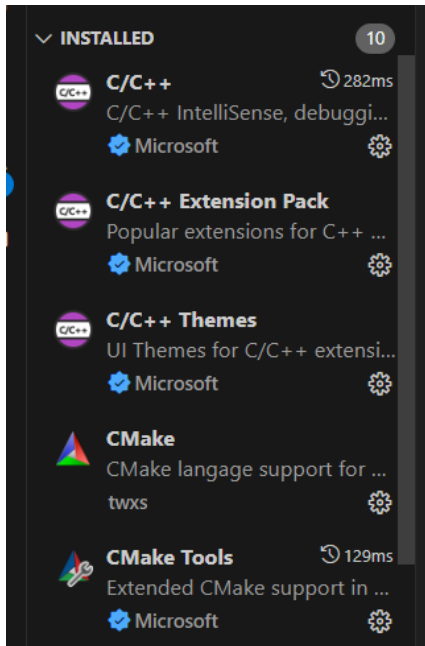 INSTALLED 10
C/C++ 282ms
C/C++ IntelliSense, debuggi...
Microsoft
C/C++ Extension Pack
Popular extensions for C++ ...
Microsoft
C/C++ Themes
UI Themes for C/C++ extensi...
Microsoft
CMake
CMake langage support for ...
twxs
CMake Tools 129ms
Extended CMake support in ...
Microsoft
C/C++
C/C++
C/C++